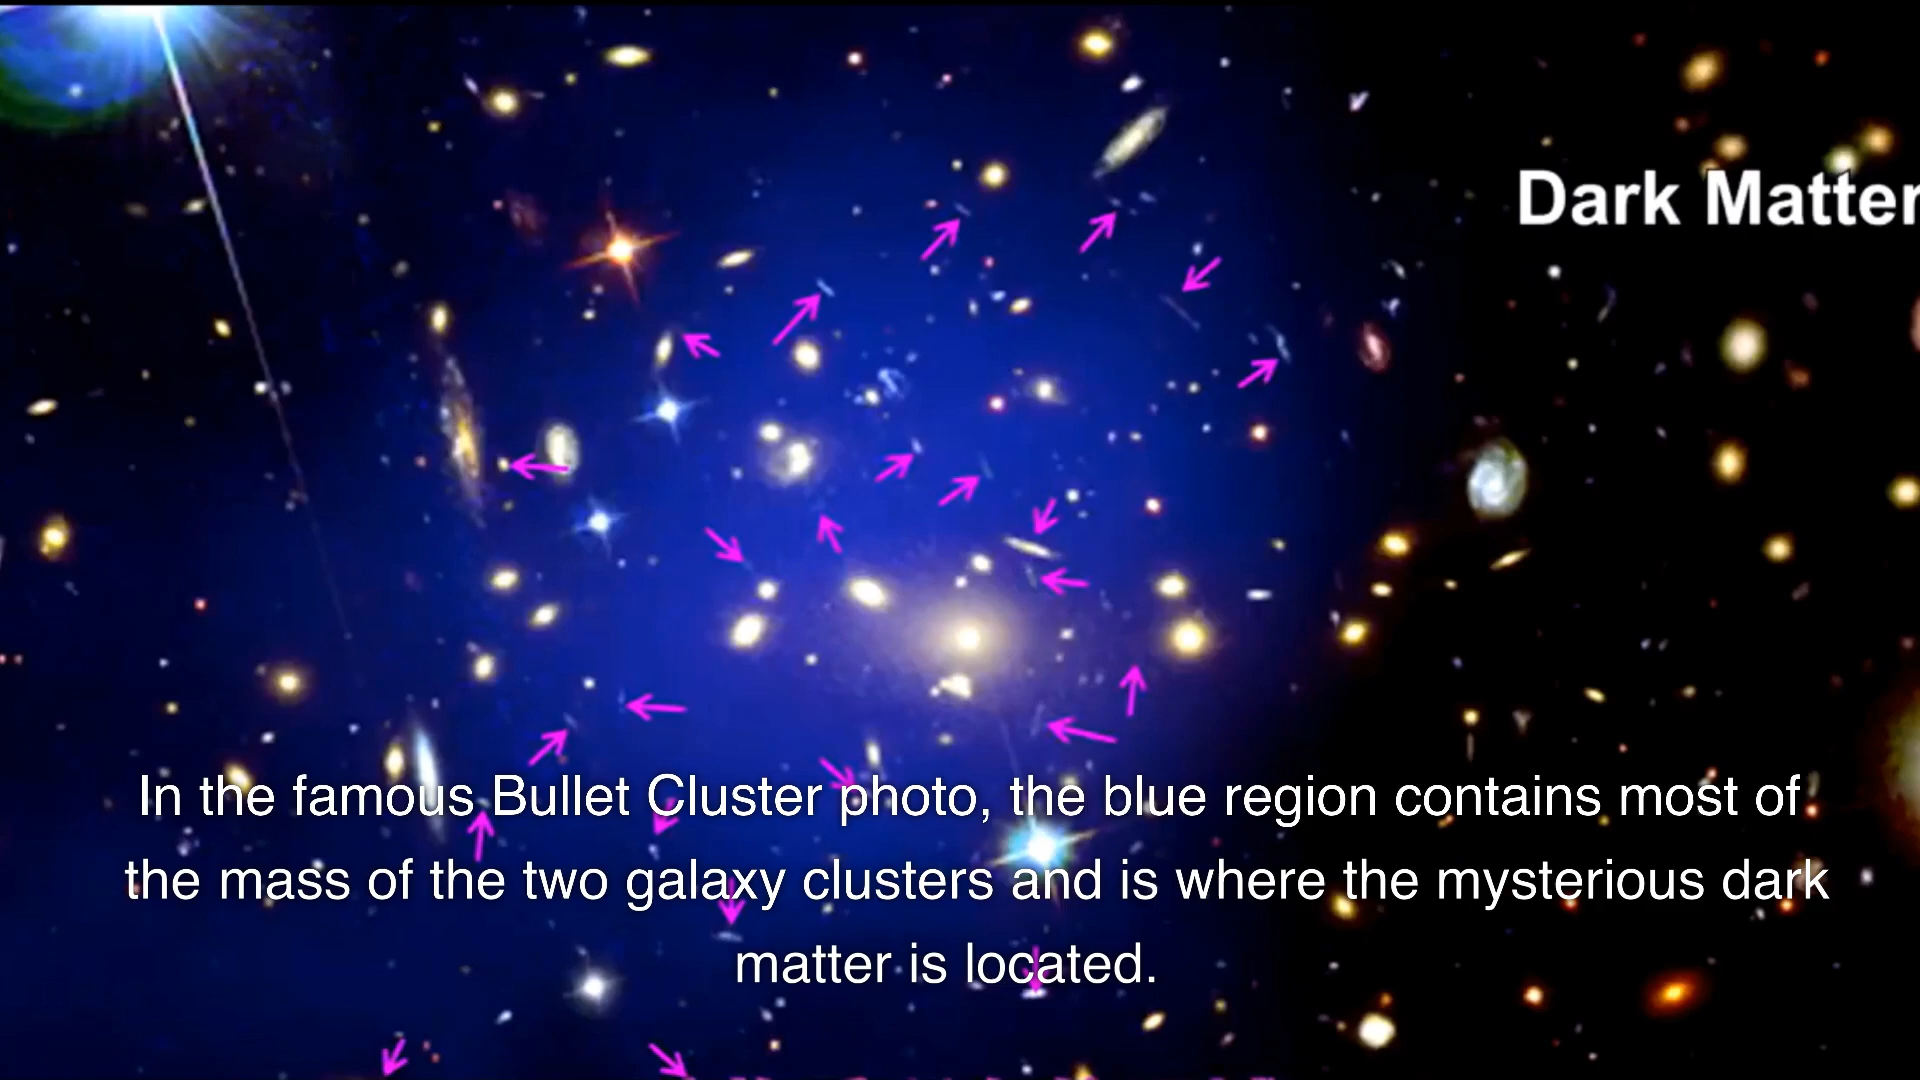 Dark Matter
In the famous Bullet Cluster photo, the blue region contains most of
the mass of the two galaxy clusters and is where the mysterious dark
matter is located.